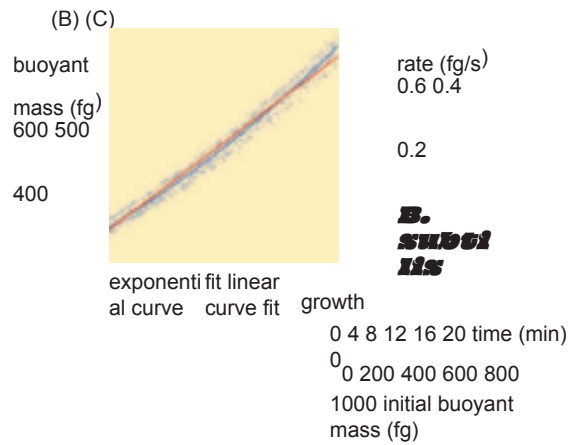 (B) (C)
buoyant
mass (fg)
600 500
400
rate (fg/s)
0.6 0.4
0.2
B.
subti
lis
exponenti fit linear
al curve curve fit
growth
0 4 8 12 16 20 time (min)
0
0 200 400 600 800
1000 initial buoyant
mass (fg)